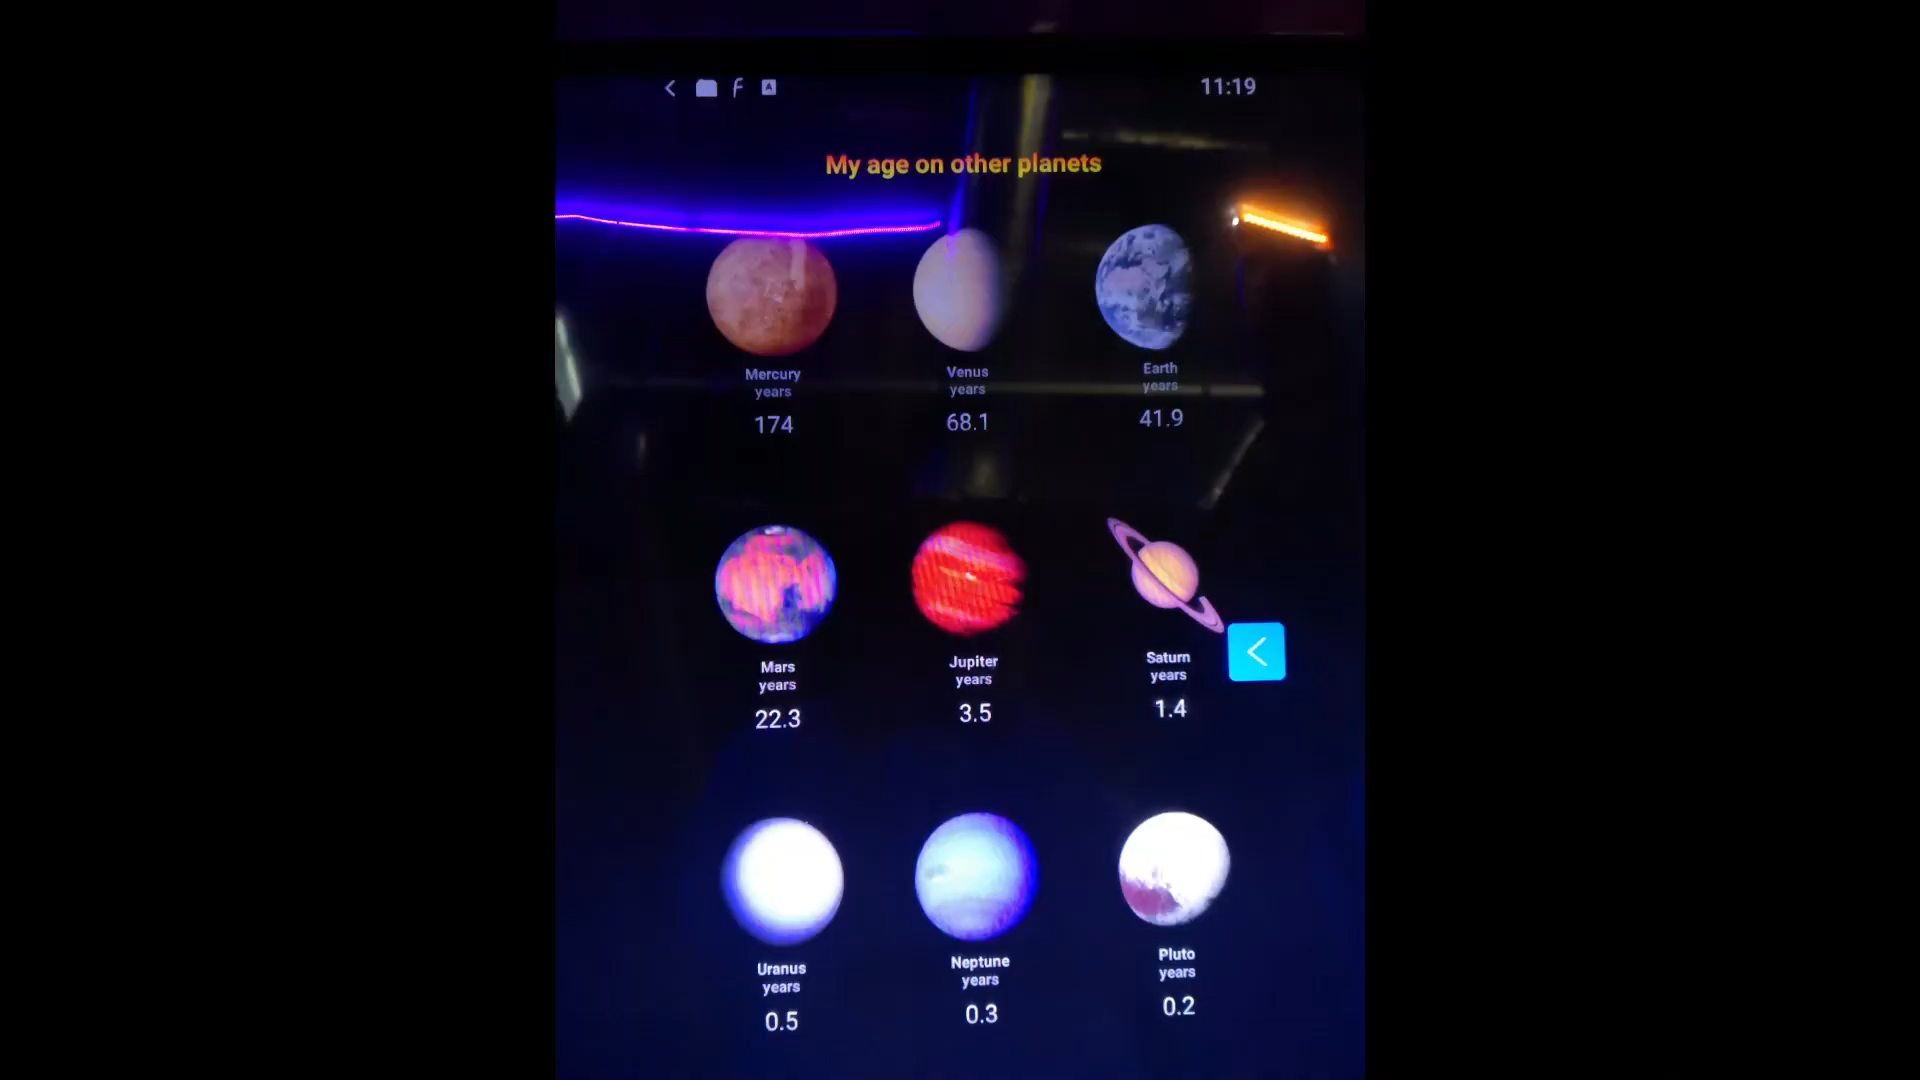 11:19
My age on other planets
Mercury
years
174
Venus
years
68.1
Earth
years
41.9
Mars
years
22.3
Jupiter
years
3.5
Saturn
years
1.4
Uranus
years
0.5
Neptune
years
0.3
Pluto
years
0.2